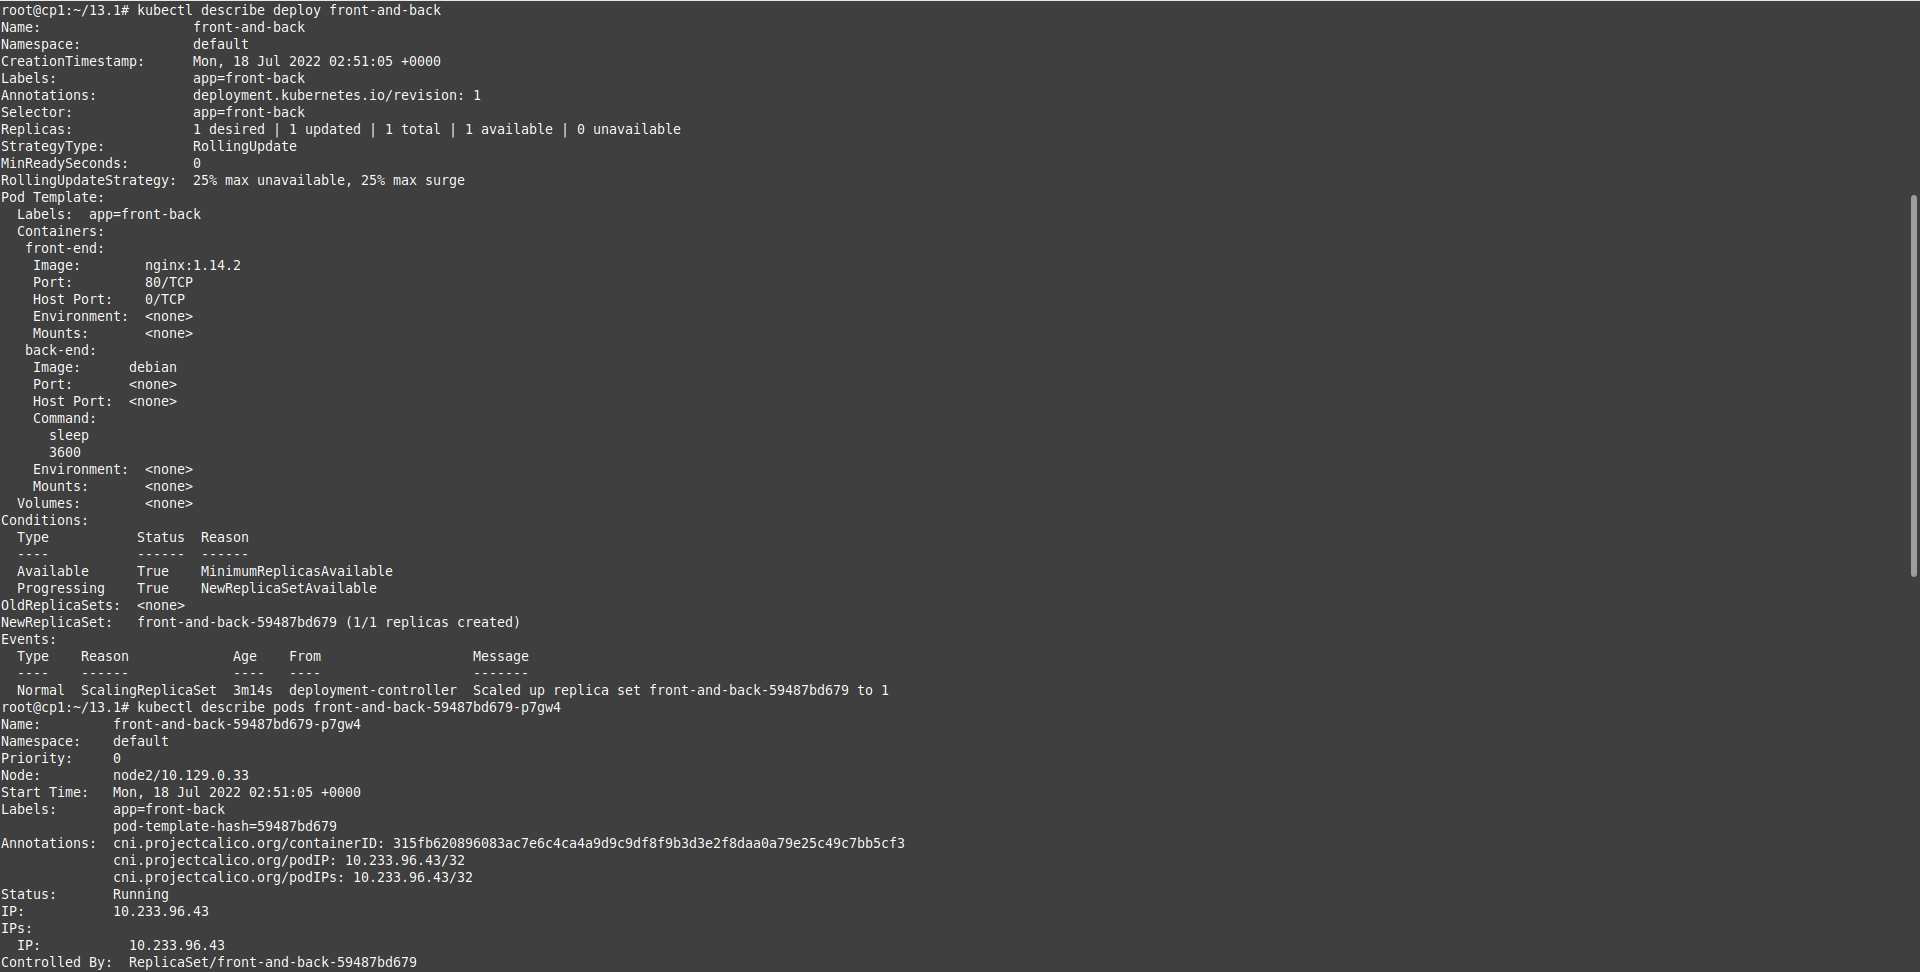 root@cp1:~/13.1# kubectl describe deploy front-and-back
Name:                   front-and-back
Namespace:              default
CreationTimestamp:      Mon, 18 Jul 2022 02:51:05 +0000
Labels:                 app=front-back
Annotations:            deployment.kubernetes.io/revision: 1
Selector:               app=front-back
Replicas:               1 desired | 1 updated | 1 total | 1 available | 0 unavailable
StrategyType:           RollingUpdate
MinReadySeconds:        0
RollingUpdateStrategy:  25% max unavailable, 25% max surge
Pod Template:
  Labels:  app=front-back
  Containers:
   front-end:
    Image:        nginx:1.14.2
    Port:         80/TCP
    Host Port:    0/TCP
    Environment:  <none>
    Mounts:       <none>
   back-end:
    Image:      debian
    Port:       <none>
    Host Port:  <none>
    Command:
      sleep
      3600
    Environment:  <none>
    Mounts:       <none>
  Volumes:        <none>
Conditions:
  Type           Status  Reason
  ----           ------  ------
  Available      True    MinimumReplicasAvailable
  Progressing    True    NewReplicaSetAvailable
OldReplicaSets:  <none>
NewReplicaSet:   front-and-back-59487bd679 (1/1 replicas created)
Events:
  Type    Reason             Age    From                   Message
  ----    ------             ----   ----                   -------
  Normal  ScalingReplicaSet  3m14s  deployment-controller  Scaled up replica set front-and-back-59487bd679 to 1
root@cp1:~/13.1# kubectl describe pods front-and-back-59487bd679-p7gw4
Name:         front-and-back-59487bd679-p7gw4
Namespace:    default
Priority:     0
Node:         node2/10.129.0.33
Start Time:   Mon, 18 Jul 2022 02:51:05 +0000
Labels:       app=front-back
              pod-template-hash=59487bd679
Annotations:  cni.projectcalico.org/containerID: 315fb620896083ac7e6c4ca4a9d9c9df8f9b3d3e2f8daa0a79e25c49c7bb5cf3
              cni.projectcalico.org/podIP: 10.233.96.43/32
              cni.projectcalico.org/podIPs: 10.233.96.43/32
Status:       Running
IP:           10.233.96.43
IPs:
  IP:           10.233.96.43
Controlled By:  ReplicaSet/front-and-back-59487bd679